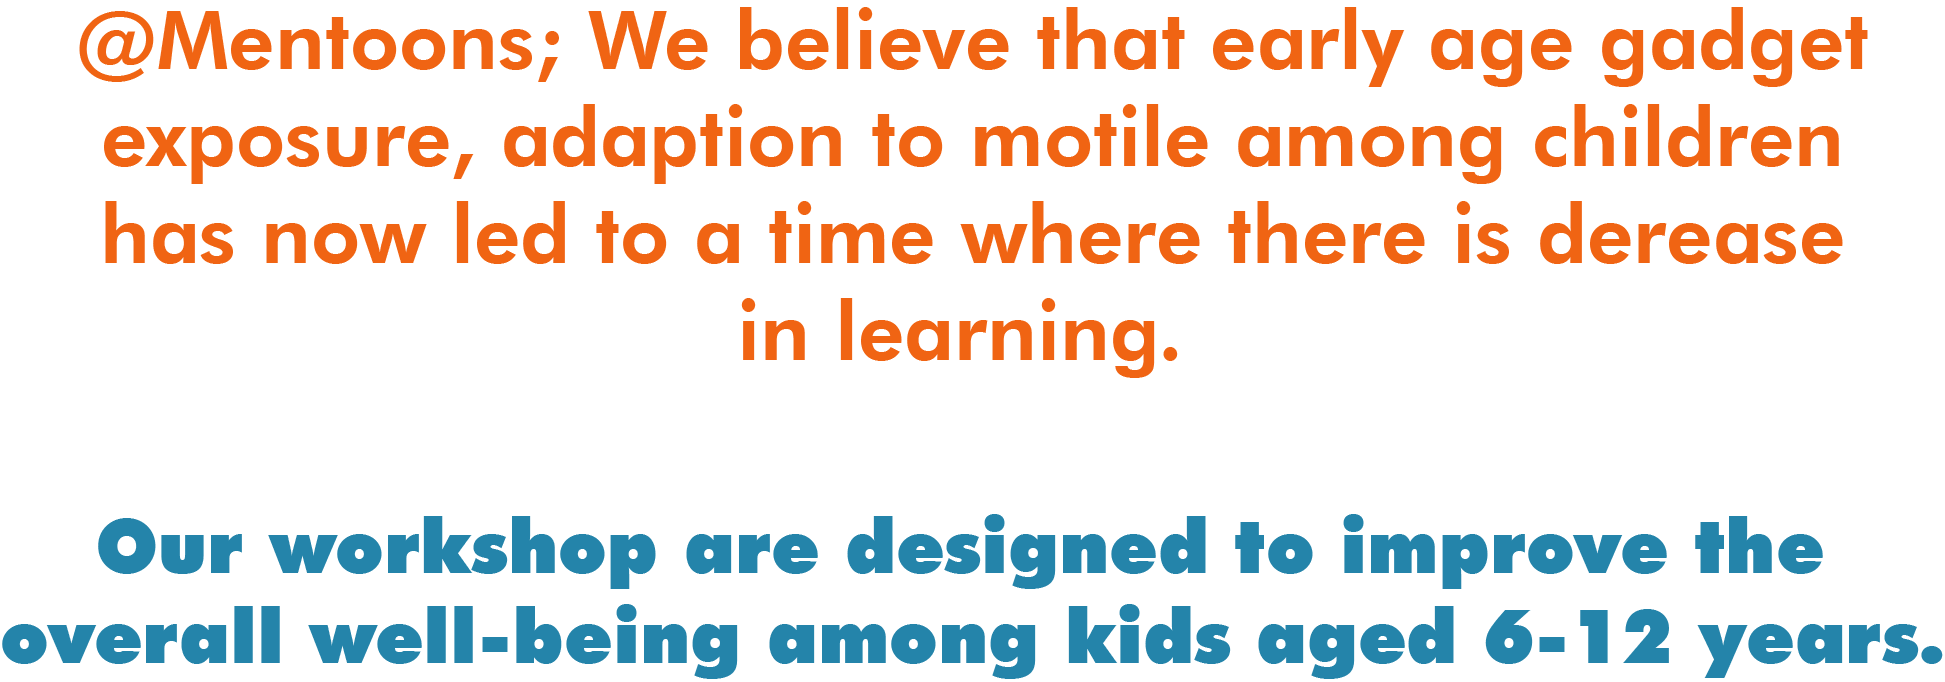 @Mentoons; We believe that early age gadget
exposure, adaption to motile among children
has now led to a time where there is derease
in learning.
Our workshop are designed to improve the
overall well-being among kids aged 6-12 years.